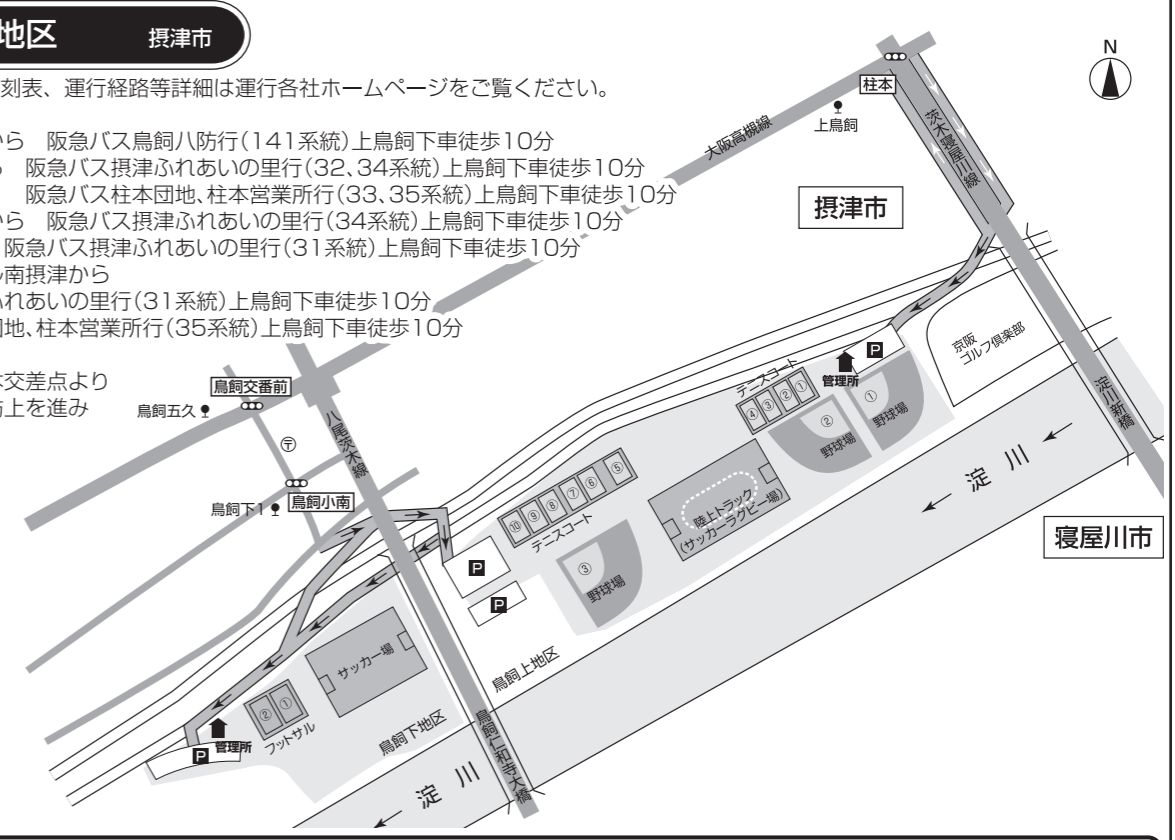 地区　摂津市
刻表、運行経路等詳細は運行各社ホームページをご覧ください。
から　阪急バス鳥飼八防行(141系統)上鳥飼下車徒歩10分
阪急バス摂津ふれあいの里行(32、34系統)上鳥飼下車徒歩10分
阪急バス柱本団地、柱本営業所行(33、35系統)上鳥飼下車徒歩10分
から　阪急バス摂津ふれあいの里行(34系統)上鳥飼下車徒歩10分
阪急バス摂津ふれあいの里行(31系統)上鳥飼下車徒歩10分
南摂津から
れあいの里行(31系統)上鳥飼下車徒歩10分
地、柱本営業所行(35系統)上鳥飼下車徒歩10分
交差点より
上を進み
N
柱本
上鳥飼
大阪高槻線
茨木寝屋川線
摂津市
京阪
ゴルフ倶楽部
淀川新橋
P
管理所
テニスコート
④③②①
①
野球場
②
野球場
鳥飼交番前
鳥飼五久
〒
八尾茨木線
鳥飼小南
鳥飼下1
⑩⑨⑧⑦⑥⑤
テニスコート
陸上トラック
(サッカーラグビー場)
③
野球場
P
P
淀川
寝屋川市
鳥飼上地区
サッカー場
②①
フットサル
管理所
P
鳥飼下地区
鳥飼仁和寺大橋
淀川